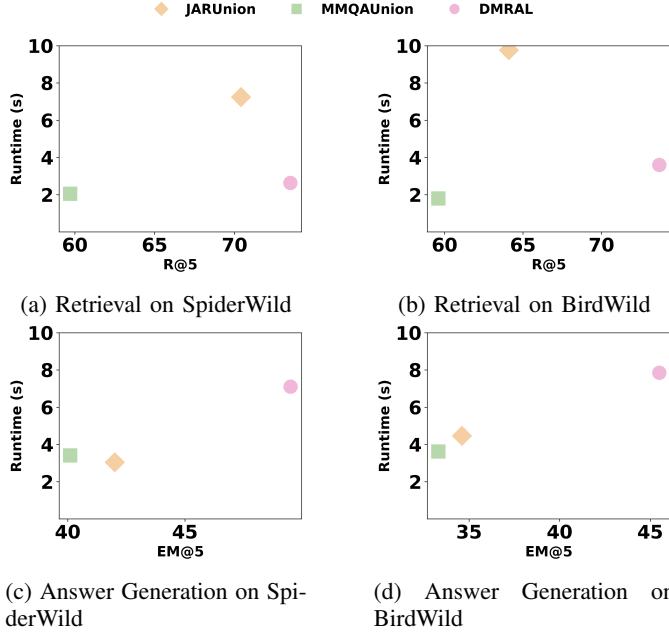 JARUnion MMQAUnion DMRAL
10
8
6
4
2
Runtime (s)
60 65 70
R@5
(a) Retrieval on SpiderWild
10
8
6
4
2
Runtime (s)
60 65 70
R@5
(b) Retrieval on BirdWild
10
8
6
4
2
Runtime (s)
40 45
EM@5
(c) Answer Generation on Spi-
derWild
10
8
6
4
2
Runtime (s)
35 40 45
EM@5
(d) Answer Generation on
BirdWild